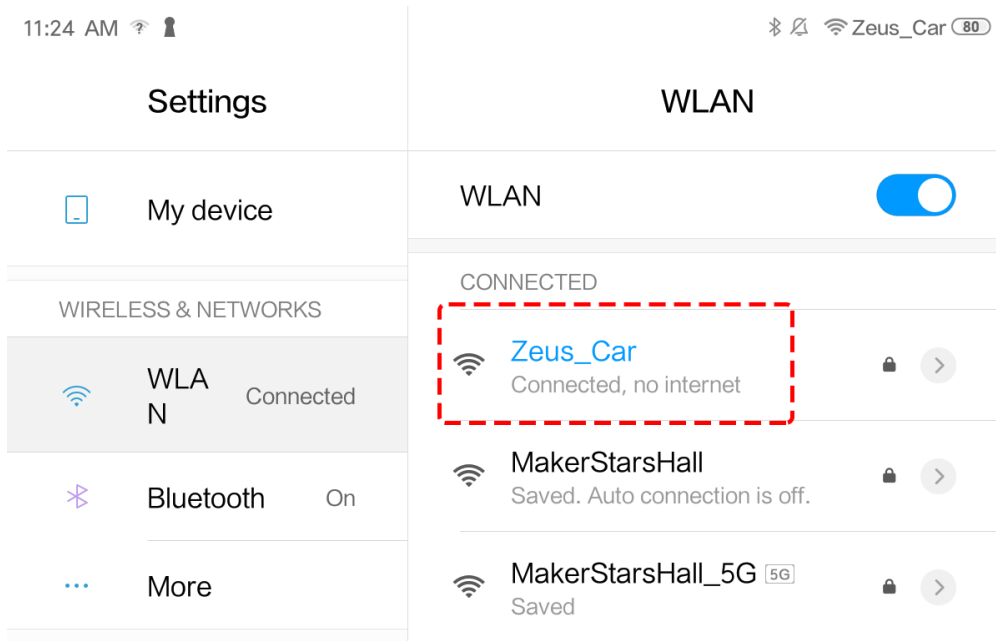 11:24 AM
Zeus_Car 80
Settings
My device
WIRELESS & NETWORKS
WLA
N
Connected
Bluetooth On
More
WLAN
WLAN
CONNECTED
Zeus_Car
Connected, no internet
MakerStarsHall
Saved. Auto connection is off.
MakerStarsHall_5G 5G
Saved